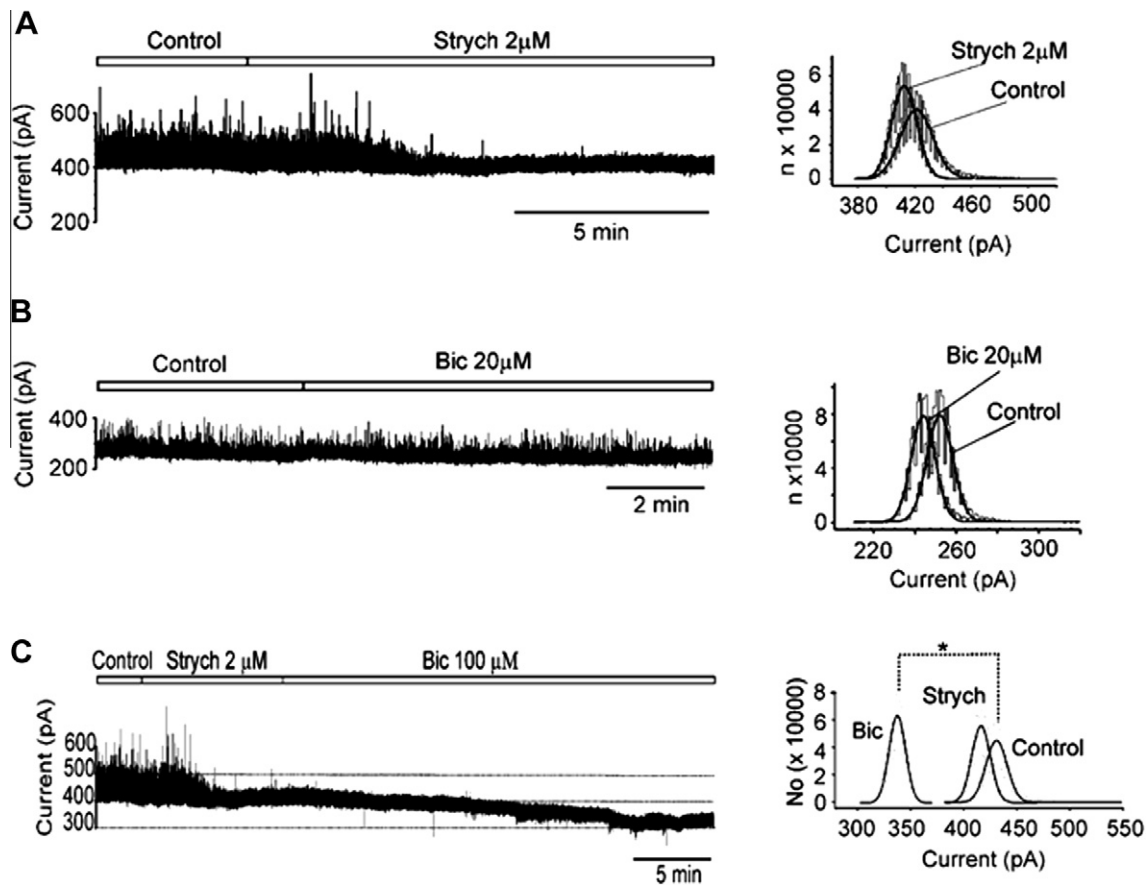 A
Control
Strych 2μM
Current (pA)
600
400
200
5 min
Strych 2μM
Control
n x 10000
6
4
2
0
380
420
460
500
Current (pA)
B
Control
Bic 20μM
Current (pA)
400
200
2 min
Bic 20μM
Control
n x10000
8
4
0
220
260
300
Current (pA)
C
Control
Strych 2 μM
Bic 100 μM
Current (pA)
600
500
400
300
5 min
*
Strych
Bic
Control
No (x 10000)
8
6
4
2
0
300
350
400
450
500
550
Current (pA)